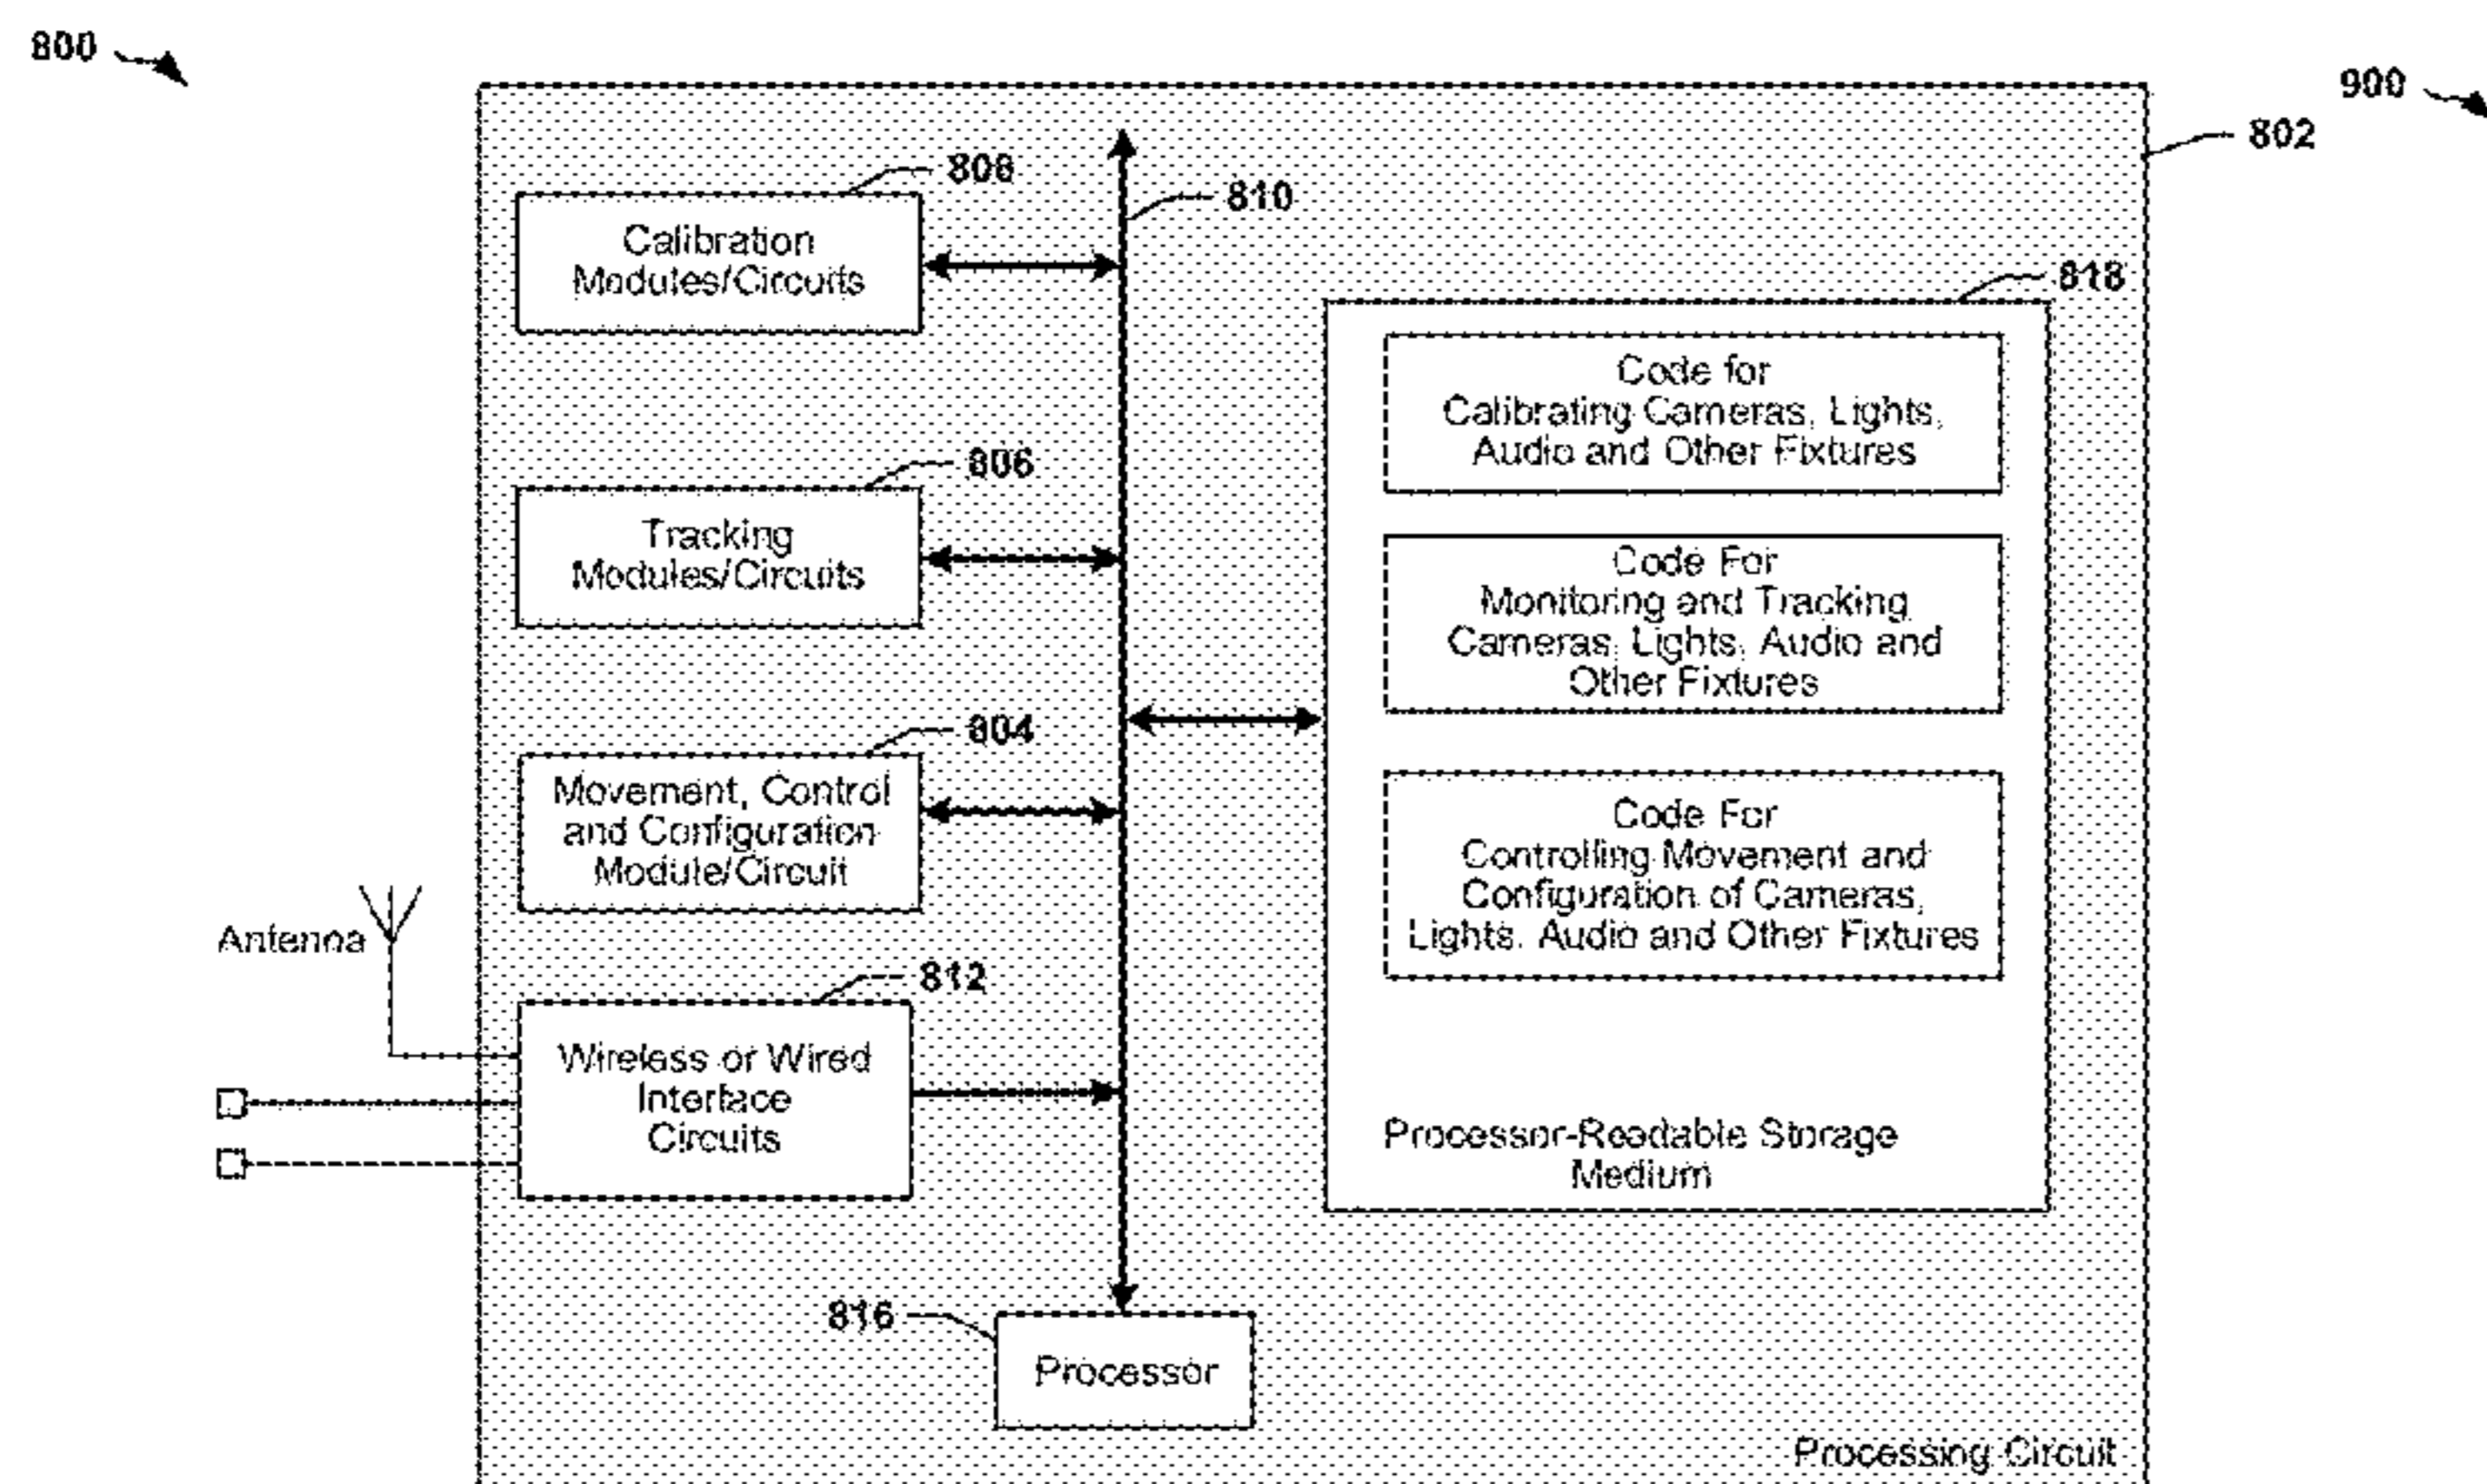 800
900
802
808
810
Calibration
Modules/Circuits
818
Code for
Calibrating Cameras, Lights,
Audio and Other Fixtures
806
Tracking
Modules/Circuits
Code For
Monitoring and Tracking
Cameras, Lights, Audio and
Other Fixtures
804
Movement, Control
and Configuration
Module/Circuit
Code For
Controlling Movement and
Configuration of Cameras,
Lights, Audio and Other Fixtures
Antenna
812
Wireless or Wired
Interface
Circuits
Processor-Readable Storage
Medium
816
Processor
Processing Circuit